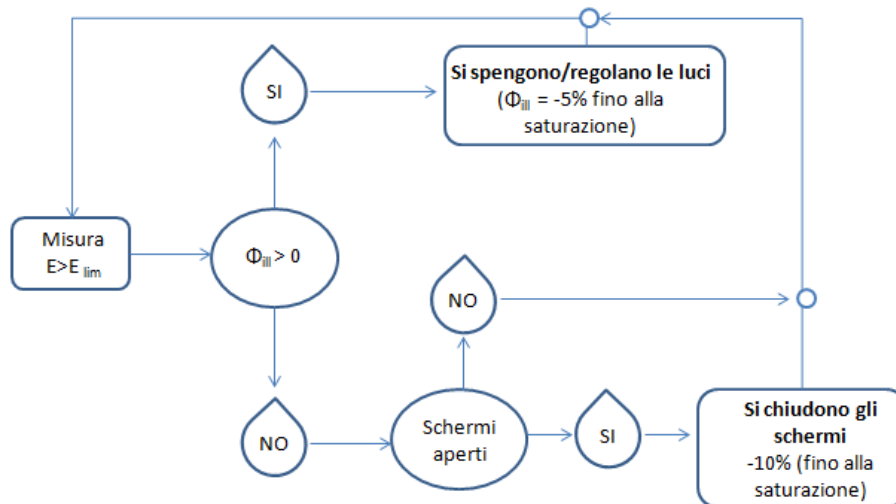 Si spengono/regolano le luci
(Φill = -5% fino alla
saturazione)
SI
Misura
E>E lim
Φill > 0
NO
NO
Schermi
aperti
SI
Si chiudono gli
schermi
-10% (fino alla
saturazione)